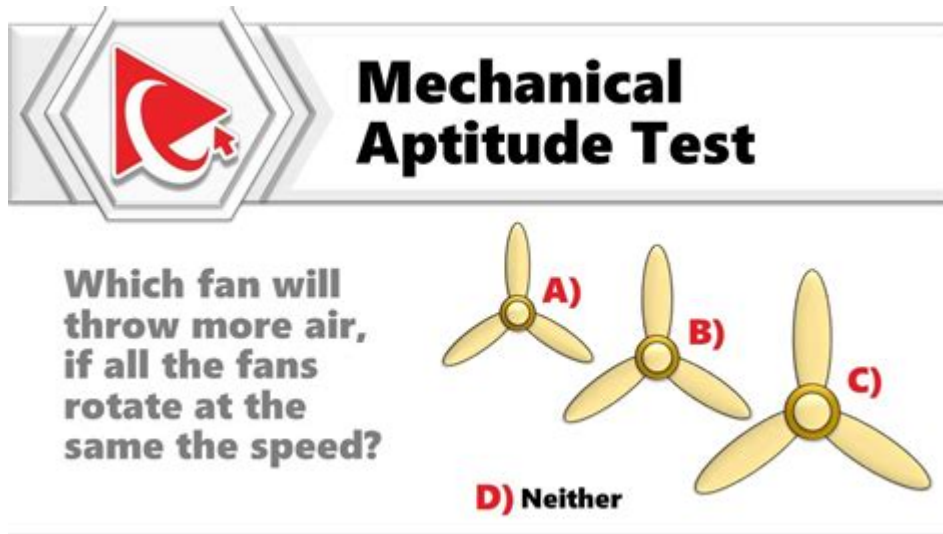 Mechanical
Aptitude Test
Which fan will
throw more air,
if all the fans
rotate at the
same the speed?
A)
B)
C)
D) Neither